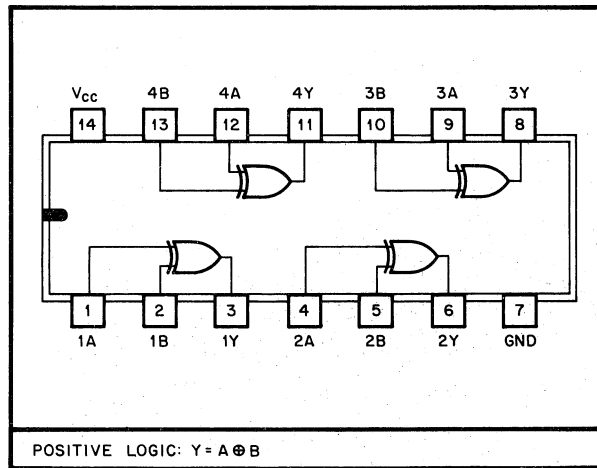 Vcc 4B 4A 4Y 3B 3A 3Y
14 13 12 11 10 9 8
1 2 3 4 5 6 7
1A 1B 1Y 2A 2B 2Y GND
POSITIVE LOGIC: Y = A ⊕ B